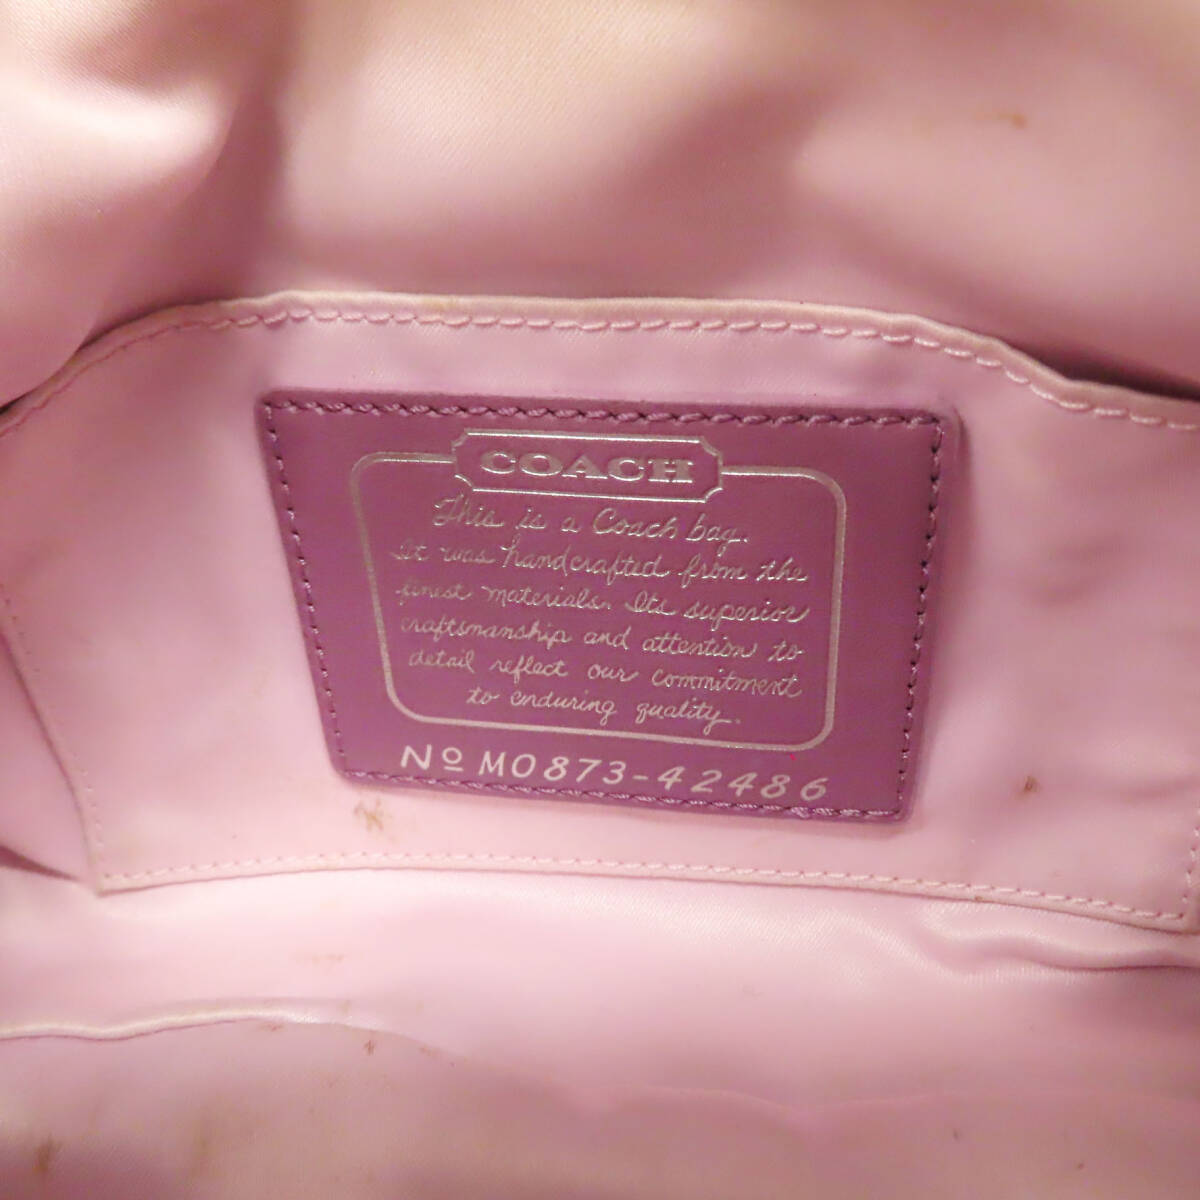 COACH
This is a Coach bag.
It was handcrafted from the
finest materials. Its superior
craftsmanship and attention to
detail reflect our commitment
to enduring quality.
Nº MO873-42486